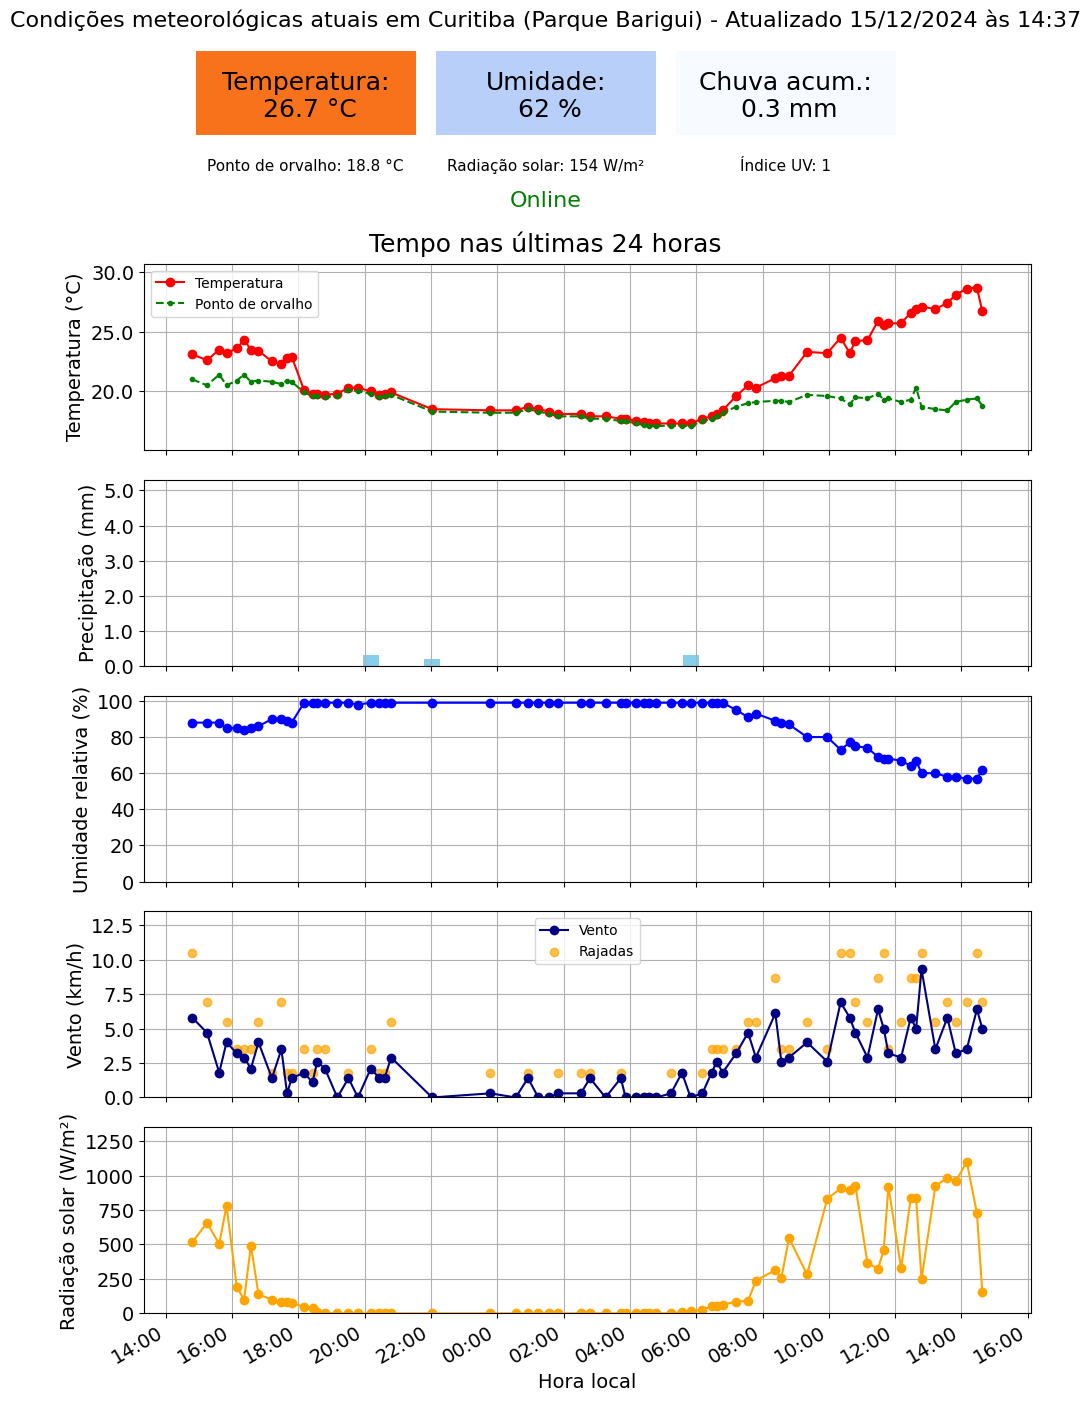 Condições meteorológicas atuais em Curitiba (Parque Barigui) - Atualizado 15/12/2024 às 14:37
Temperatura:
26.7 °C
Umidade:
62 %
Chuva acum.:
0.3 mm
Ponto de orvalho: 18.8 °C
Radiação solar: 154 W/m²
Índice UV: 1
Online
Tempo nas últimas 24 horas
Temperatura (°C)
30.0
25.0
20.0
Temperatura
Ponto de orvalho
Precipitação (mm)
5.0
4.0
3.0
2.0
1.0
0.0
Umidade relativa (%)
100
80
60
40
20
0
Vento (km/h)
12.5
10.0
7.5
5.0
2.5
0.0
Vento
Rajadas
Radiação solar (W/m²)
1250
1000
750
500
250
0
14:00
16:00
18:00
20:00
22:00
00:00
02:00
04:00
06:00
08:00
10:00
12:00
14:00
16:00
Hora local